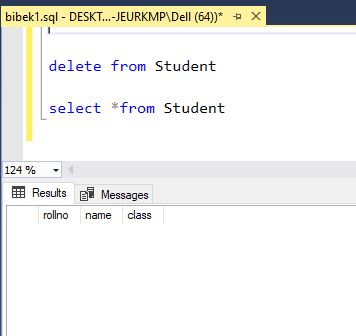 bibek1.sql - DESKT...-JEURKMP\Dell (64))*
delete from Student
select *from Student
124 %
Results Messages
rollno name class